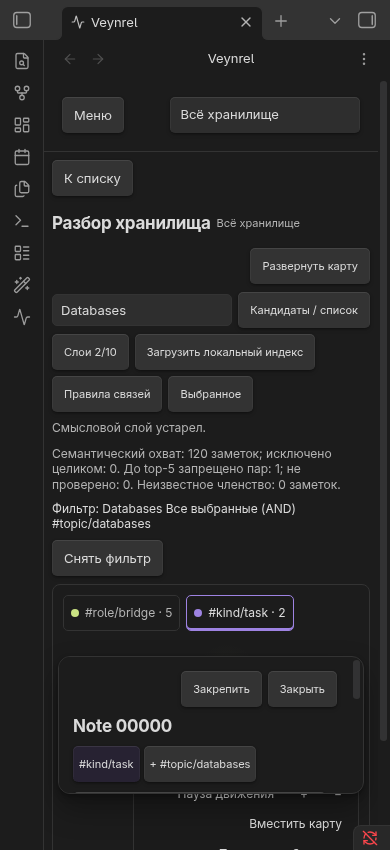 Veynrel
Veynrel
Меню
Всё хранилище
К списку
Разбор хранилища Всё хранилище
Развернуть карту
Databases
Кандидаты / список
Слои 2/10
Загрузить локальный индекс
Правила связей
Выбранное
Смысловой слой устарел.
Семантический охват: 120 заметок; исключено
целиком: 0. До top-5 запрещено пар: 1; не
проверено: 0. Неизвестное членство: 0 заметок.
Фильтр: Databases Все выбранные (AND)
#topic/databases
Снять фильтр
#role/bridge · 5
#kind/task · 2
Закрепить
Закрыть
Note 00000
#kind/task
+ #topic/databases
Пауза движения
Вместить карту